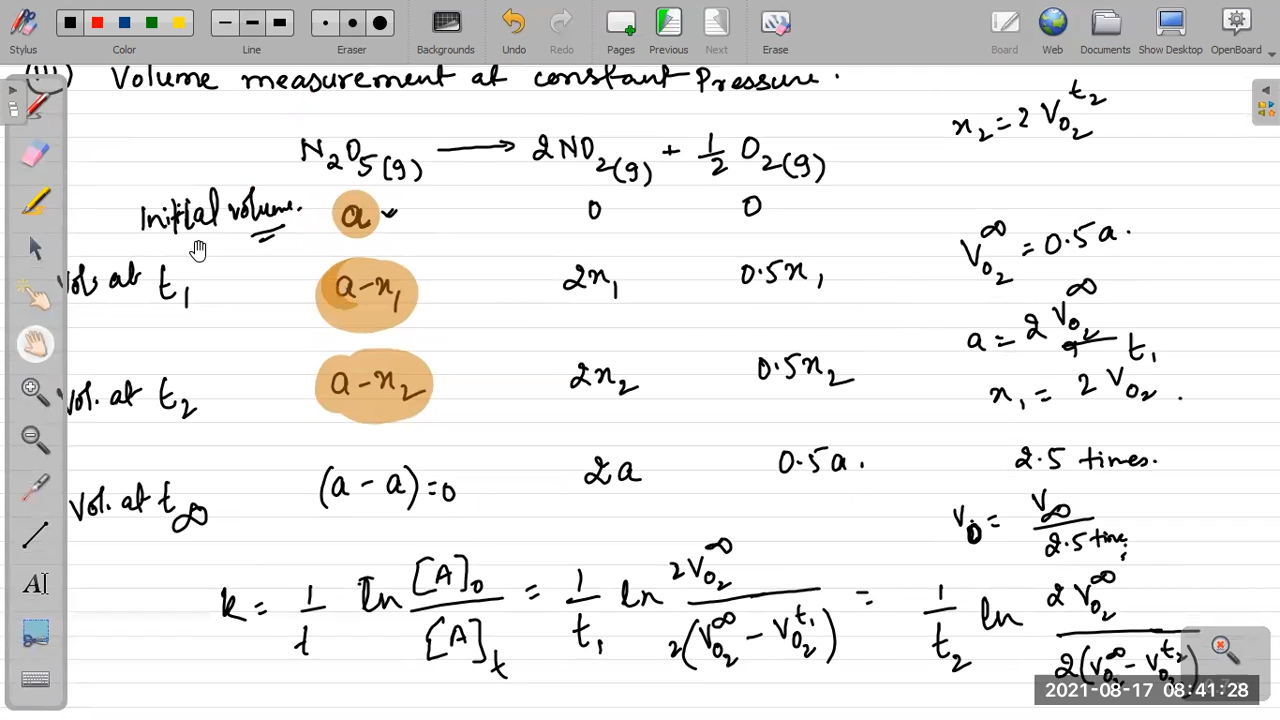 Stylus Color Line Eraser Backgrounds Undo Redo Pages Previous Next Erase Board Web Documents Show Desktop OpenBoard
(iii) Volume measurement at constant Pressure.
x₂ = 2 V_O₂^t₂
N₂O₅(g) ⟶ 2NO₂(g) + 1/2 O₂(g)
Initial volume. a 0 0
V_O₂^∞ = 0.5a.
Vol. at t₁ a-x₁ 2x₁ 0.5x₁
a = 2 V_O₂^∞
x₁ = 2 V_O₂^t₁.
Vol. at t₂ a-x₂ 2x₂ 0.5x₂
Vol. at t∞ (a-a)=0 2a 0.5a.
2.5 times.
V₀ = V∞/2.5 time
k = 1/t ln [A]₀/[A]t = 1/t₁ ln 2V_O₂^∞/2(V_O₂^∞ - V_O₂^t₁) = 1/t₂ ln 2V_O₂^∞/2(V_O₂^∞ - V_O₂^t₂)
2021-08-17 08:41:28